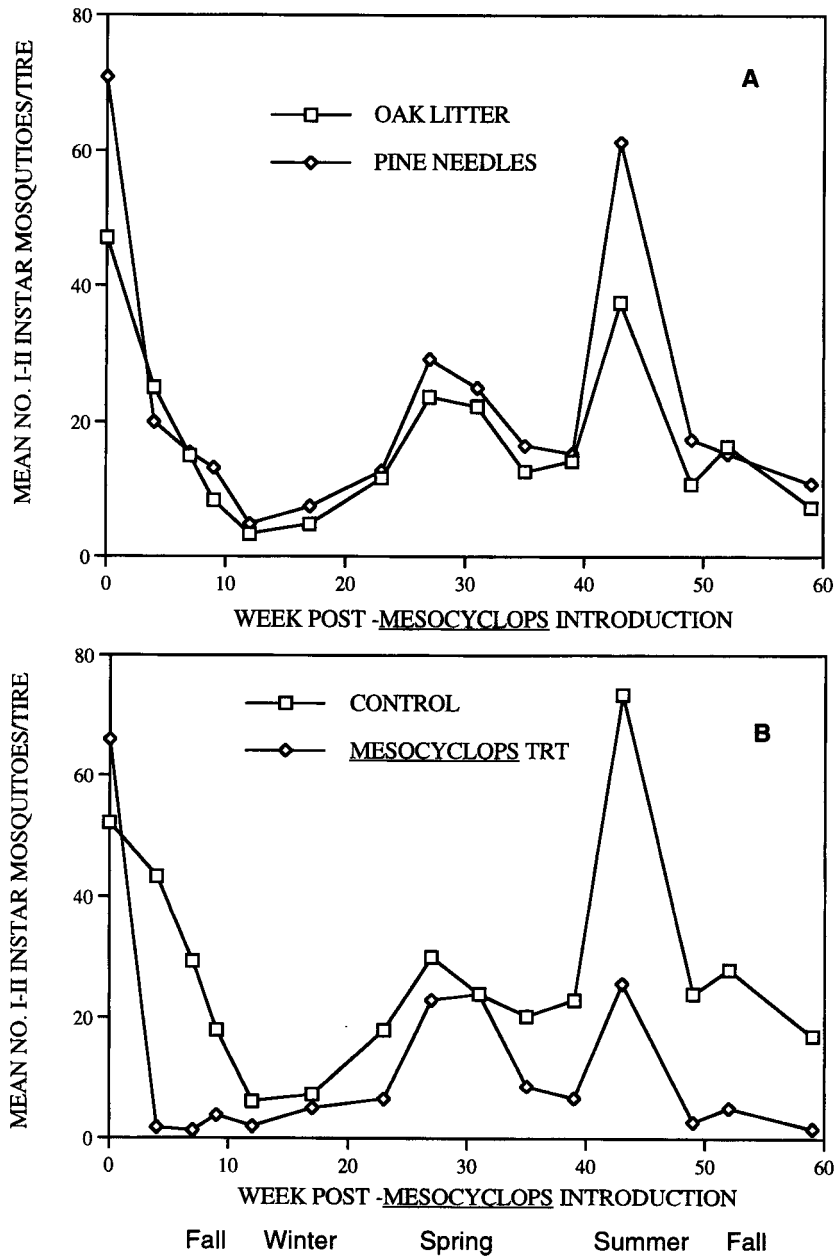 A
OAK LITTER
PINE NEEDLES
MEAN NO. I-II INSTAR MOSQUTIOES/TIRE
80
60
40
20
0
0 10 20 30 40 50 60
WEEK POST -MESOCYCLOPS INTRODUCTION
B
CONTROL
MESOCYCLOPS TRT
MEAN NO. I-II INSTAR MOSQUITOES/TIRE
80
60
40
20
0
0 10 20 30 40 50 60
WEEK POST -MESOCYCLOPS INTRODUCTION
Fall Winter Spring Summer Fall